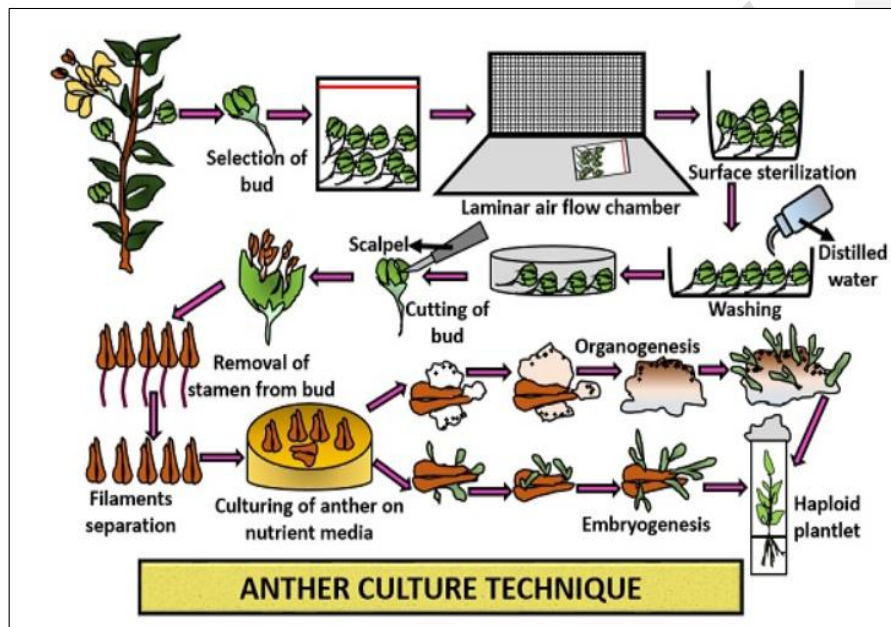 Selection of
bud
Laminar air flow chamber
Surface sterilization
Scalpel
Distilled
water
Cutting of
bud
Washing
Removal of
stamen from bud
Organogenesis
Filaments
separation
Culturing of anther on
nutrient media
Embryogenesis
Haploid
plantlet
ANTHER CULTURE TECHNIQUE